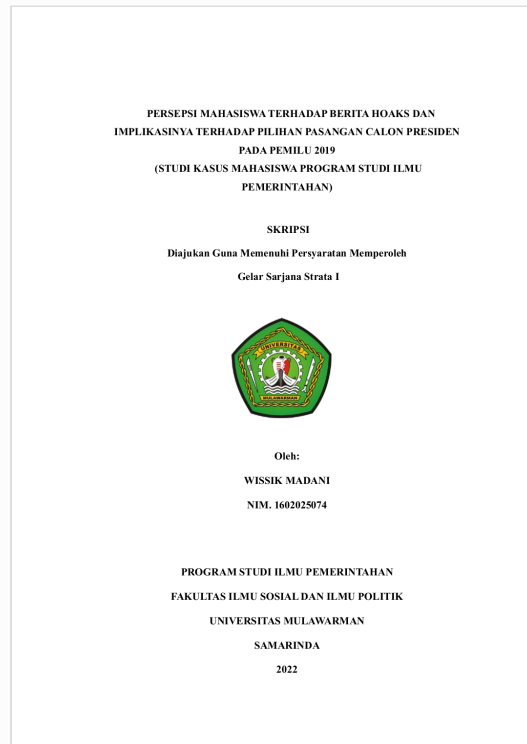 PERSEPSI MAHASISWA TERHADAP BERITA HOAKS DAN
IMPLIKASINYA TERHADAP PILIHAN PASANGAN CALON PRESIDEN
PADA PEMILU 2019
(STUDI KASUS MAHASISWA PROGRAM STUDI ILMU
PEMERINTAHAN)
SKRIPSI
Diajukan Guna Memenuhi Persyaratan Memperoleh
Gelar Sarjana Strata I
UNIVERSITAS
MULAWARMAN
Oleh:
WISSIK MADANI
NIM. 1602025074
PROGRAM STUDI ILMU PEMERINTAHAN
FAKULTAS ILMU SOSIAL DAN ILMU POLITIK
UNIVERSITAS MULAWARMAN
SAMARINDA
2022